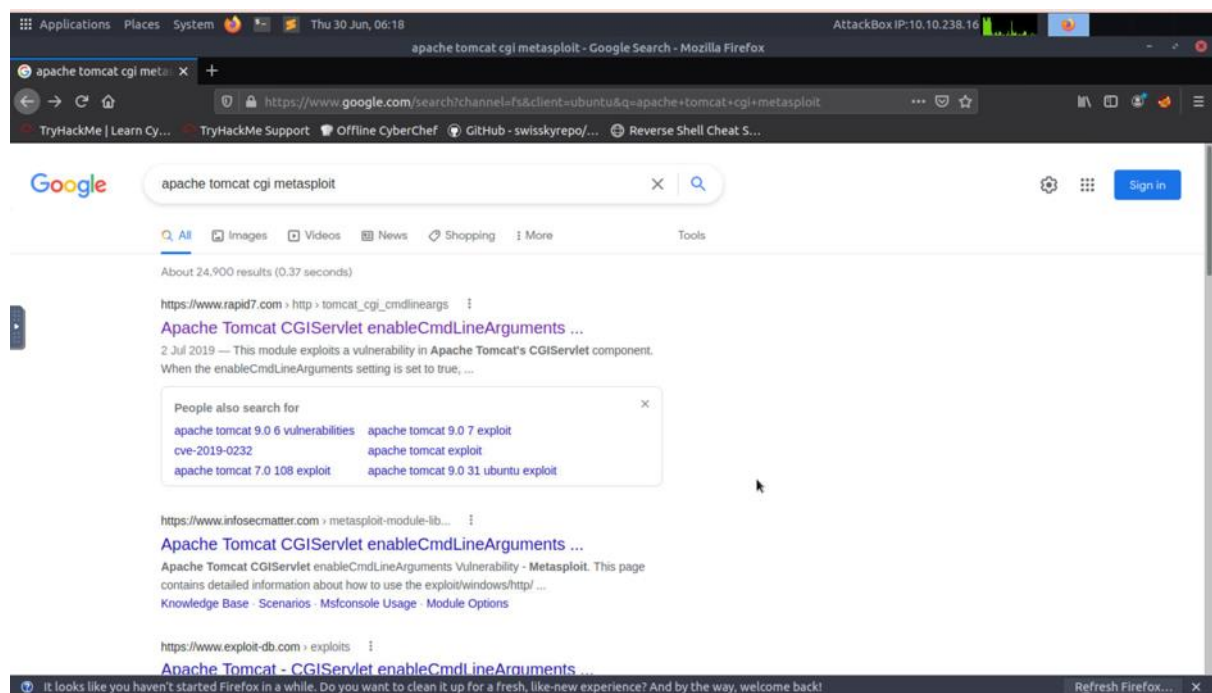 Applications Places System Thu 30 Jun, 06:18 AttackBox IP:10.10.238.16
apache tomcat cgi metasploit - Google Search - Mozilla Firefox
apache tomcat cgi meta
https://www.google.com/search?channel=fs&client=ubuntu&q=apache+tomcat+cgi+metasploit
TryHackMe | Learn Cy... TryHackMe Support Offline CyberChef GitHub - swisskyrepo/... Reverse Shell Cheat S...
Google apache tomcat cgi metasploit Sign in
All Images Videos News Shopping More Tools
About 24,900 results (0.37 seconds)
https://www.rapid7.com › http › tomcat_cgi_cmdlineargs
Apache Tomcat CGIServlet enableCmdLineArguments ...
2 Jul 2019 — This module exploits a vulnerability in Apache Tomcat's CGIServlet component.
When the enableCmdLineArguments setting is set to true, ...
People also search for
apache tomcat 9.0 6 vulnerabilities apache tomcat 9.0 7 exploit
cve-2019-0232 apache tomcat exploit
apache tomcat 7.0 108 exploit apache tomcat 9.0 31 ubuntu exploit
https://www.infosecmatter.com › metasploit-module-lib...
Apache Tomcat CGIServlet enableCmdLineArguments ...
Apache Tomcat CGIServlet enableCmdLineArguments Vulnerability - Metasploit. This page
contains detailed information about how to use the exploit/windows/http/ ...
Knowledge Base · Scenarios · Msfconsole Usage · Module Options
https://www.exploit-db.com › exploits
Apache Tomcat - CGIServlet enableCmdLineArguments ...
It looks like you haven't started Firefox in a while. Do you want to clean it up for a fresh, like-new experience? And by the way, welcome back! Refresh Firefox...